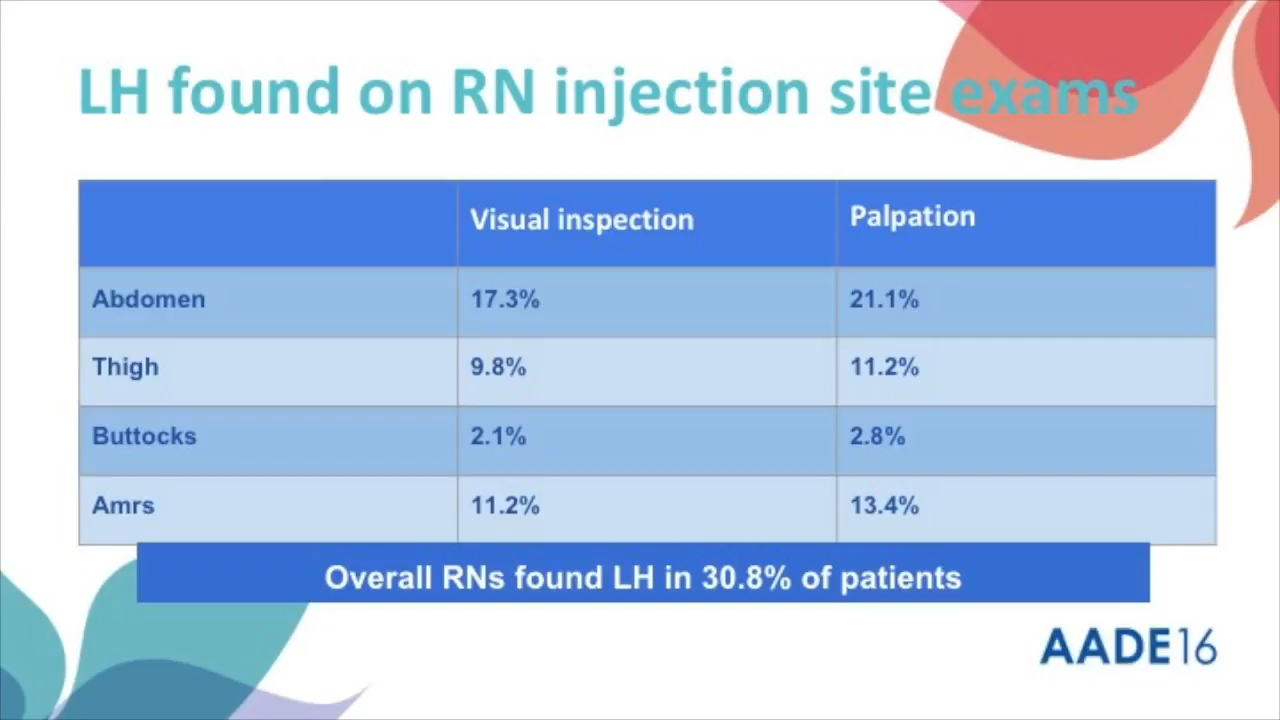 LH found on RN injection site exams
Visual inspection Palpation
Abdomen 17.3% 21.1%
Thigh 9.8% 11.2%
Buttocks 2.1% 2.8%
Amrs 11.2% 13.4%
Overall RNs found LH in 30.8% of patients
AADE16